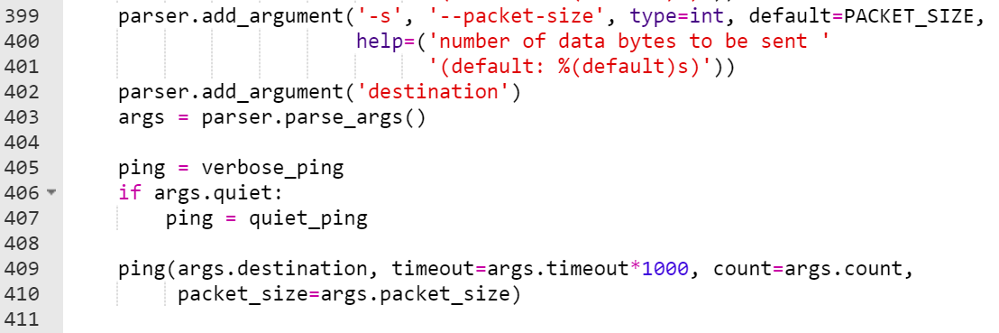 399 parser.add_argument('-s', '--packet-size', type=int, default=PACKET_SIZE,
400 help=('number of data bytes to be sent '
401 '(default: %(default)s)'))
402 parser.add_argument('destination')
403 args = parser.parse_args()
404
405 ping = verbose_ping
406 if args.quiet:
407 ping = quiet_ping
408
409 ping(args.destination, timeout=args.timeout*1000, count=args.count,
410 packet_size=args.packet_size)
411